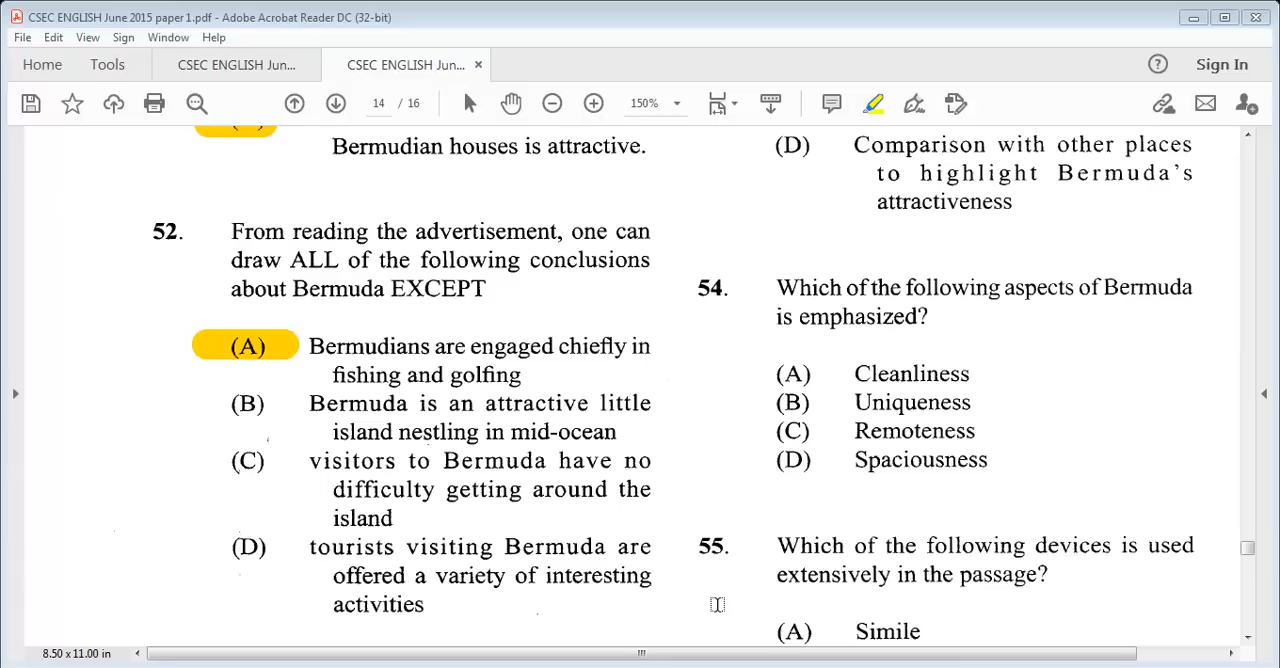 CSEC ENGLISH June 2015 paper 1.pdf - Adobe Acrobat Reader DC (32-bit)
File Edit View Sign Window Help
Home Tools CSEC ENGLISH Jun... CSEC ENGLISH Jun... ×
? Sign In
14 / 16 150%
Bermudian houses is attractive.
52. From reading the advertisement, one can
draw ALL of the following conclusions
about Bermuda EXCEPT
(A) Bermudians are engaged chiefly in
fishing and golfing
(B) Bermuda is an attractive little
island nestling in mid-ocean
(C) visitors to Bermuda have no
difficulty getting around the
island
(D) tourists visiting Bermuda are
offered a variety of interesting
activities
(D) Comparison with other places
to highlight Bermuda's
attractiveness
54. Which of the following aspects of Bermuda
is emphasized?
(A) Cleanliness
(B) Uniqueness
(C) Remoteness
(D) Spaciousness
55. Which of the following devices is used
extensively in the passage?
(A) Simile
8.50 x 11.00 in